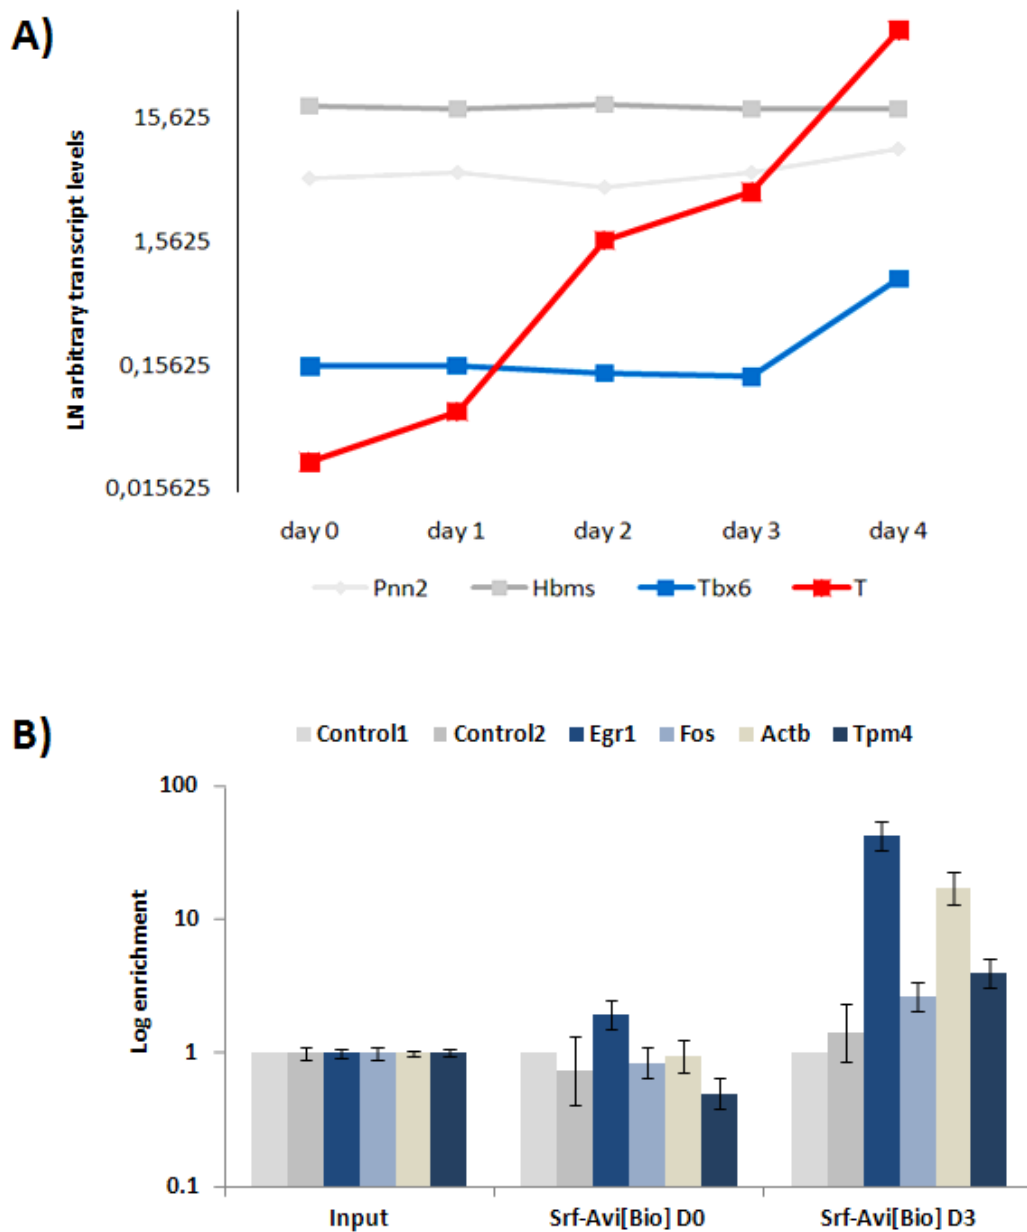 A)
LN arbitrary transcript levels
15,625
1,5625
0,15625
0,015625
day 0 day 1 day 2 day 3 day 4
Pnn2 Hbms Tbx6 T
B)
Control1 Control2 Egr1 Fos Actb Tpm4
Log enrichment
100
10
1
0.1
Input Srf-Avi[Bio] D0 Srf-Avi[Bio] D3